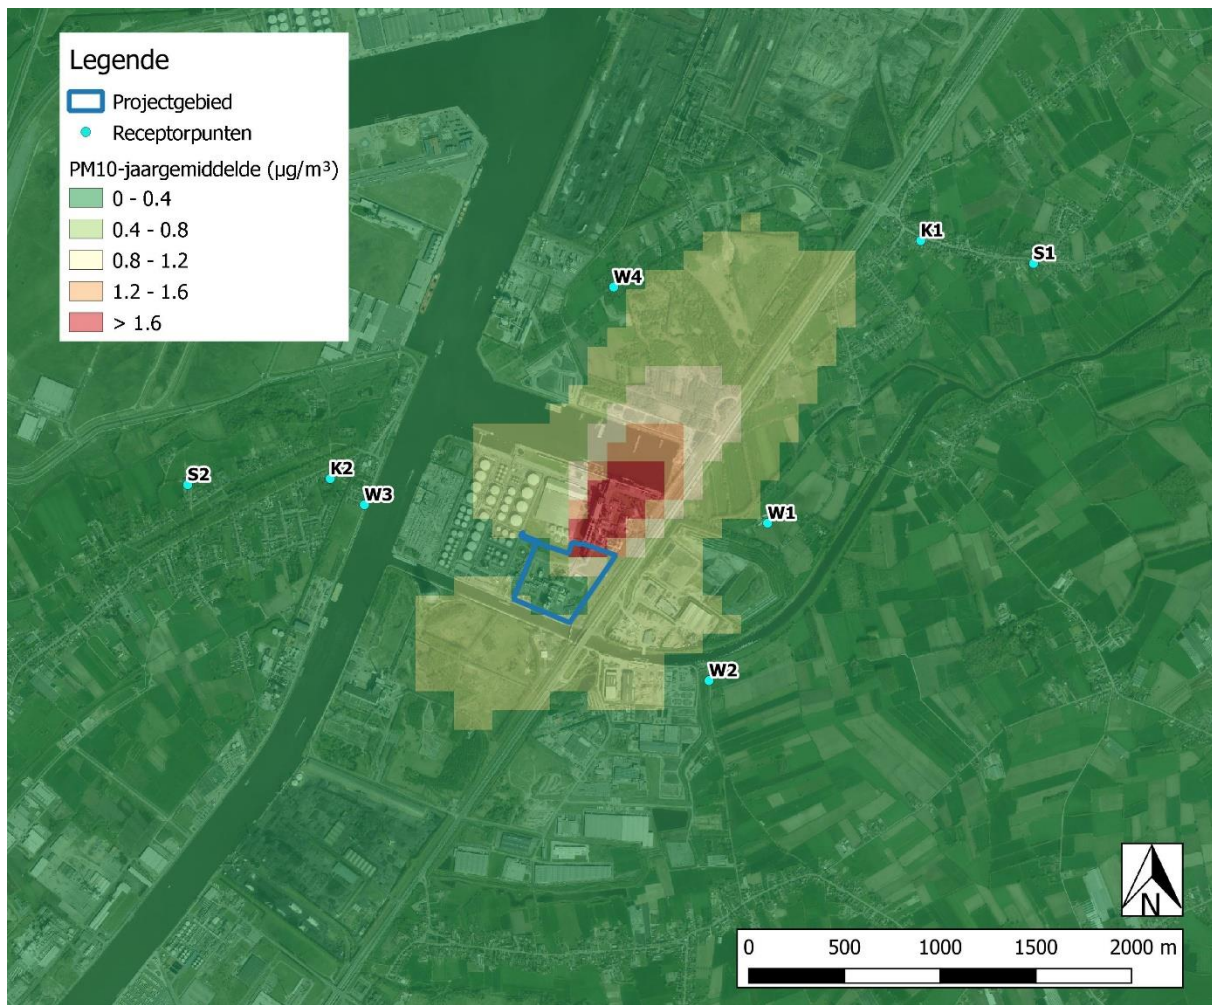 Legende
Projectgebied
Receptorpunten
PM10-jaargemiddelde (µg/m³)
0 - 0.4
0.4 - 0.8
0.8 - 1.2
1.2 - 1.6
> 1.6
K1
S1
W4
S2
K2
W3
W1
W2
N
0 500 1000 1500 2000 m